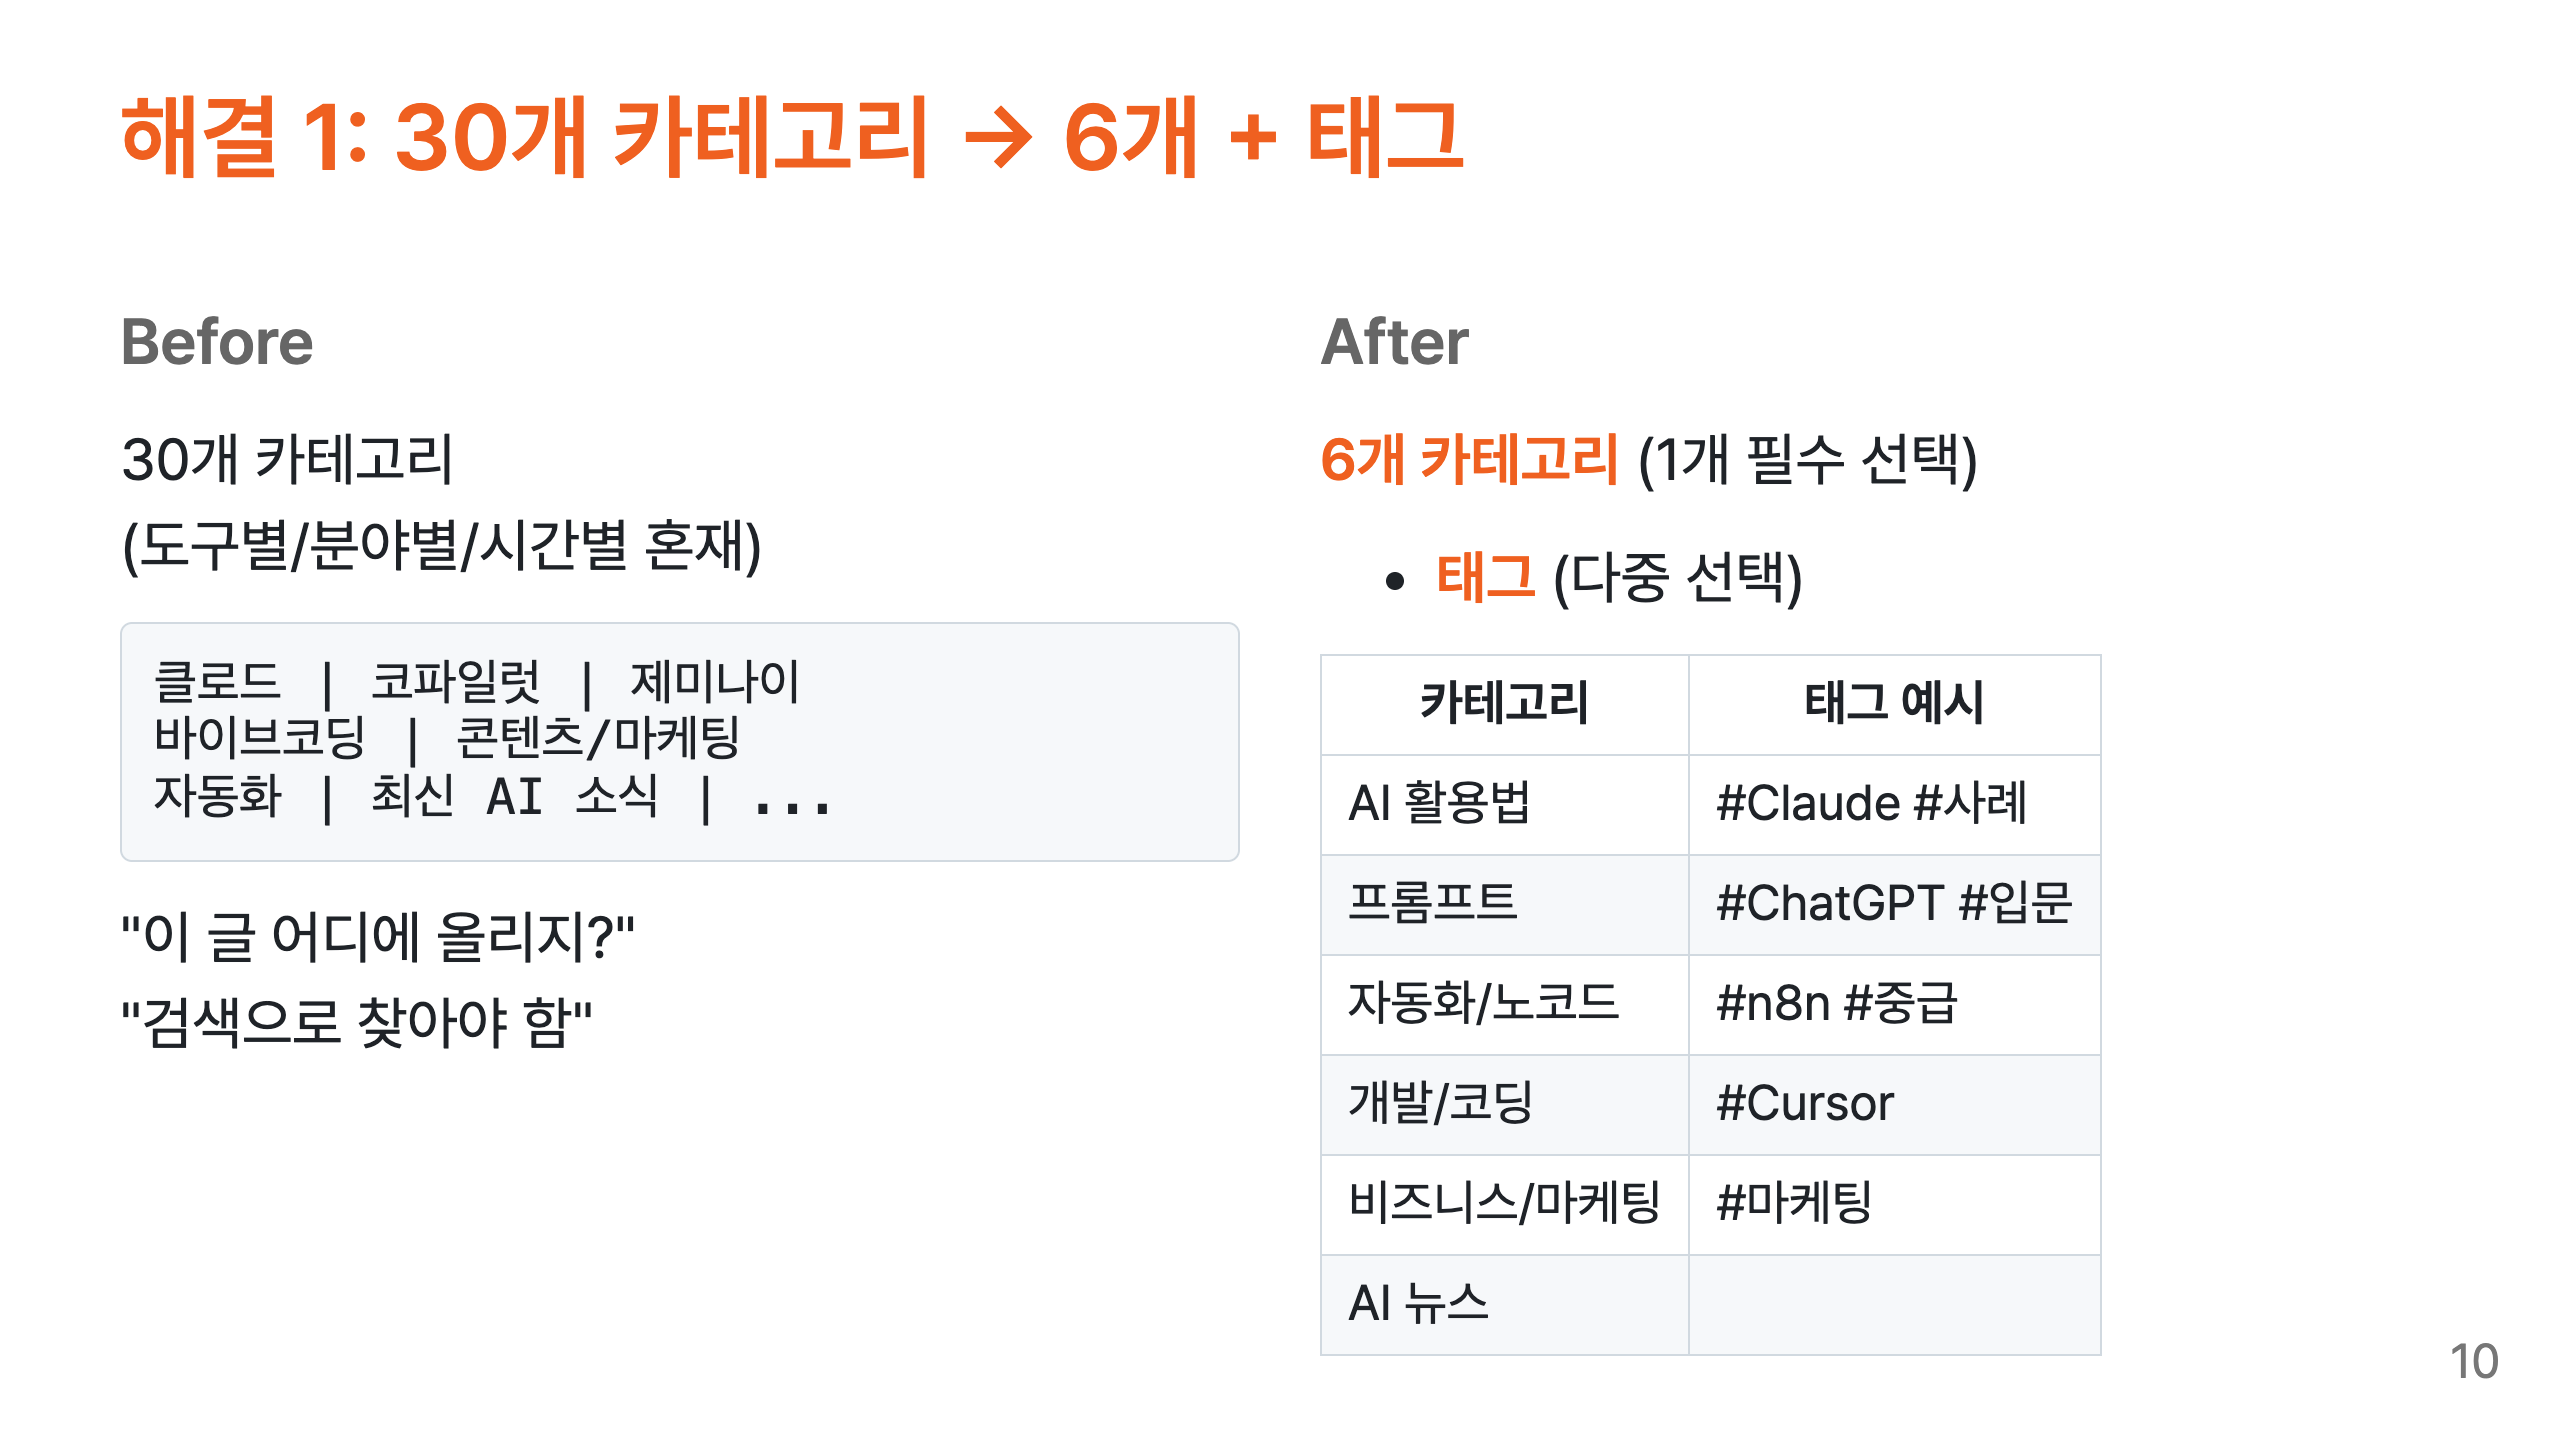 해결 1: 30개 카테고리 → 6개 + 태그
Before
30개 카테고리
(도구별/분야별/시간별 혼재)
클로드 | 코파일럿 | 제미나이
바이브코딩 | 콘텐츠/마케팅
자동화 | 최신 AI 소식 | ...
"이 글 어디에 올리지?"
"검색으로 찾아야 함"
After
6개 카테고리 (1개 필수 선택)
• 태그 (다중 선택)
카테고리 태그 예시
AI 활용법 #Claude #사례
프롬프트 #ChatGPT #입문
자동화/노코드 #n8n #중급
개발/코딩 #Cursor
비즈니스/마케팅 #마케팅
AI 뉴스
10